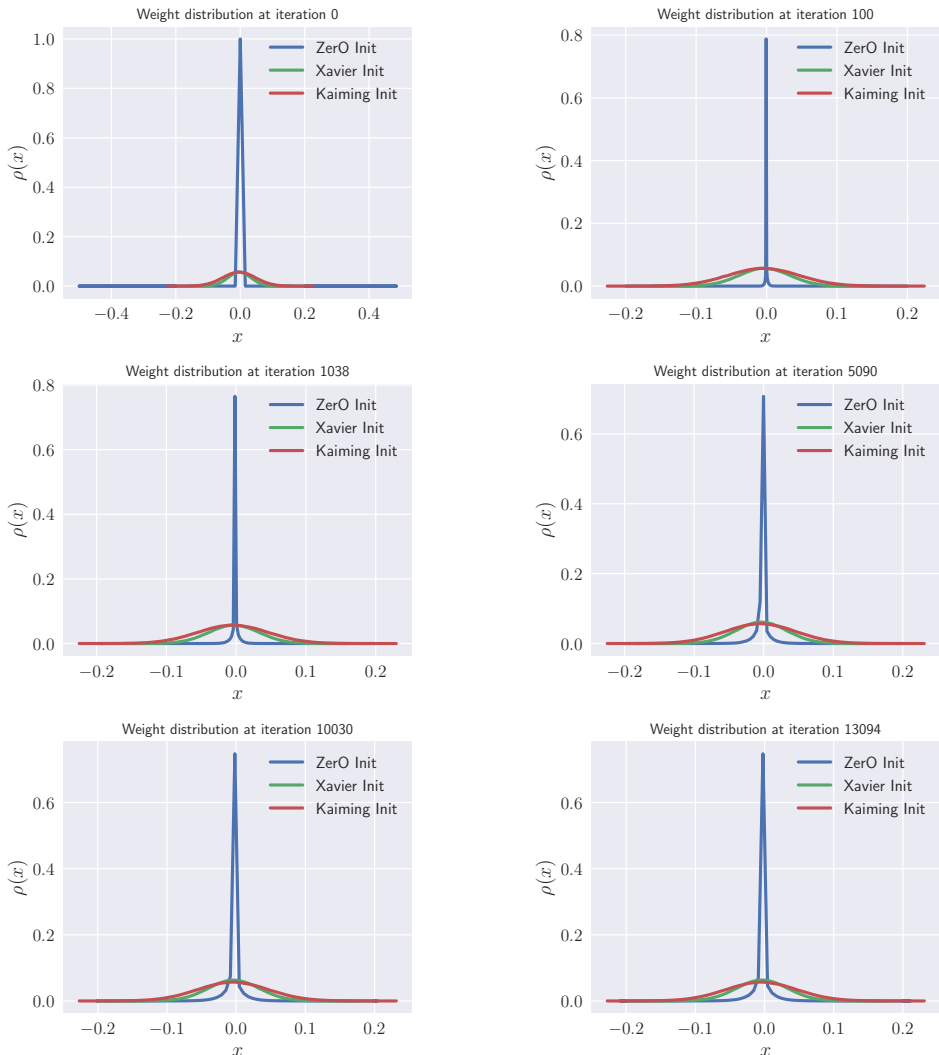 Weight distribution at iteration 0
1.0
0.8
0.6
0.4
0.2
0.0
ρ(x)
−0.4 −0.2 0.0 0.2 0.4
x
ZerO Init
Xavier Init
Kaiming Init
Weight distribution at iteration 100
0.8
0.6
0.4
0.2
0.0
ρ(x)
−0.2 −0.1 0.0 0.1 0.2
x
ZerO Init
Xavier Init
Kaiming Init
Weight distribution at iteration 1038
0.8
0.6
0.4
0.2
0.0
ρ(x)
−0.2 −0.1 0.0 0.1 0.2
x
ZerO Init
Xavier Init
Kaiming Init
Weight distribution at iteration 5090
0.6
0.4
0.2
0.0
ρ(x)
−0.2 −0.1 0.0 0.1 0.2
x
ZerO Init
Xavier Init
Kaiming Init
Weight distribution at iteration 10030
0.6
0.4
0.2
0.0
ρ(x)
−0.2 −0.1 0.0 0.1 0.2
x
ZerO Init
Xavier Init
Kaiming Init
Weight distribution at iteration 13094
0.6
0.4
0.2
0.0
ρ(x)
−0.2 −0.1 0.0 0.1 0.2
x
ZerO Init
Xavier Init
Kaiming Init